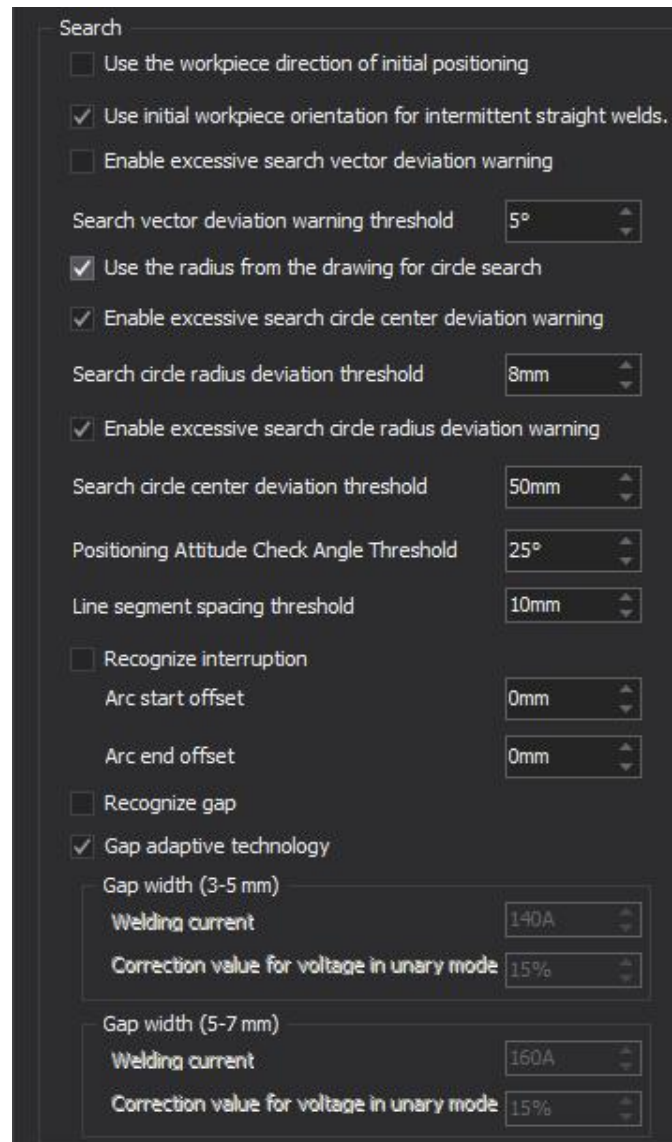 Search
Use the workpiece direction of initial positioning
Use initial workpiece orientation for intermittent straight welds.
Enable excessive search vector deviation warning
Search vector deviation warning threshold 5°
Use the radius from the drawing for circle search
Enable excessive search circle center deviation warning
Search circle radius deviation threshold 8mm
Enable excessive search circle radius deviation warning
Search circle center deviation threshold 50mm
Positioning Attitude Check Angle Threshold 25°
Line segment spacing threshold 10mm
Recognize interruption
Arc start offset 0mm
Arc end offset 0mm
Recognize gap
Gap adaptive technology
Gap width (3-5 mm)
Welding current 140A
Correction value for voltage in unary mode 15%
Gap width (5-7 mm)
Welding current 160A
Correction value for voltage in unary mode 15%